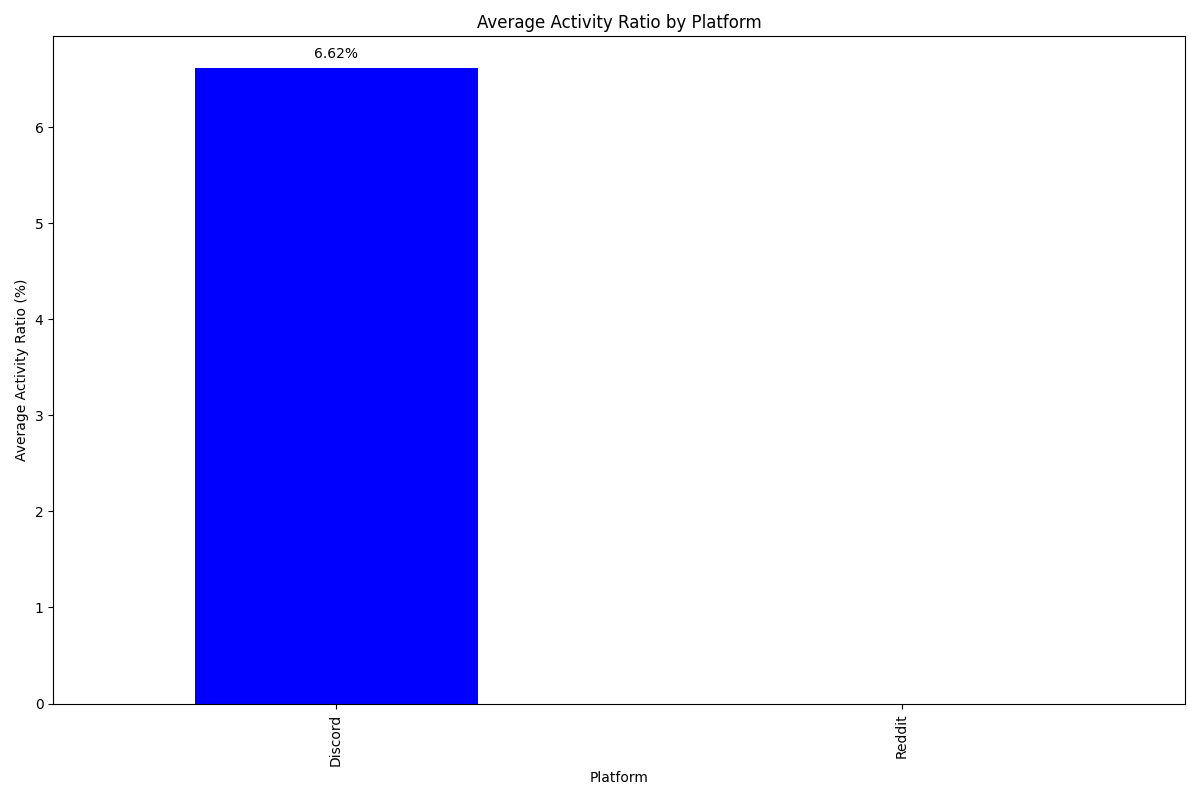 Average Activity Ratio by Platform
6.62%
6
5
4
3
2
1
0
Average Activity Ratio (%)
Discord
Reddit
Platform